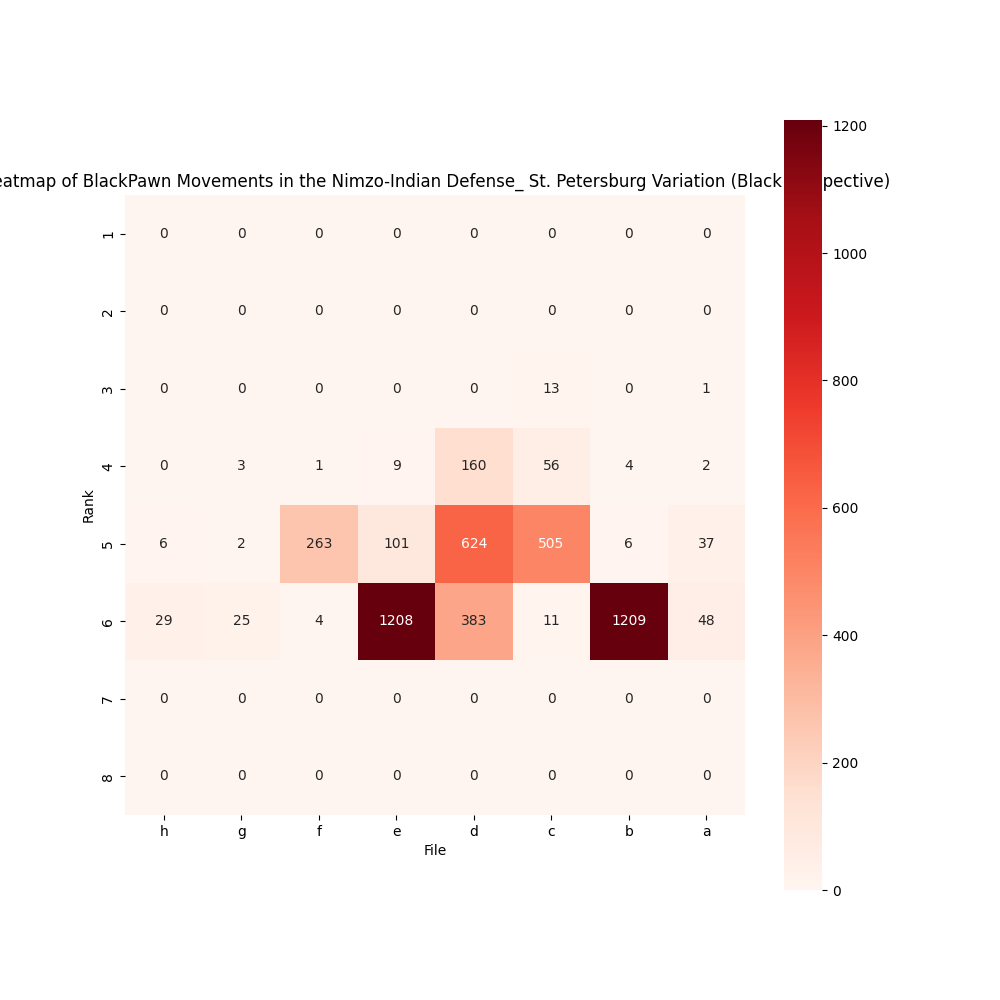 eatmap of BlackPawn Movements in the Nimzo-Indian Defense_ St. Petersburg Variation (Black pective)
1200
1000
800
600
400
200
0
Rank
1 0 0 0 0 0 0 0 0
2 0 0 0 0 0 0 0 0
3 0 0 0 0 0 13 0 1
4 0 3 1 9 160 56 4 2
5 6 2 263 101 624 505 6 37
6 29 25 4 1208 383 11 1209 48
7 0 0 0 0 0 0 0 0
8 0 0 0 0 0 0 0 0
h g f e d c b a
File